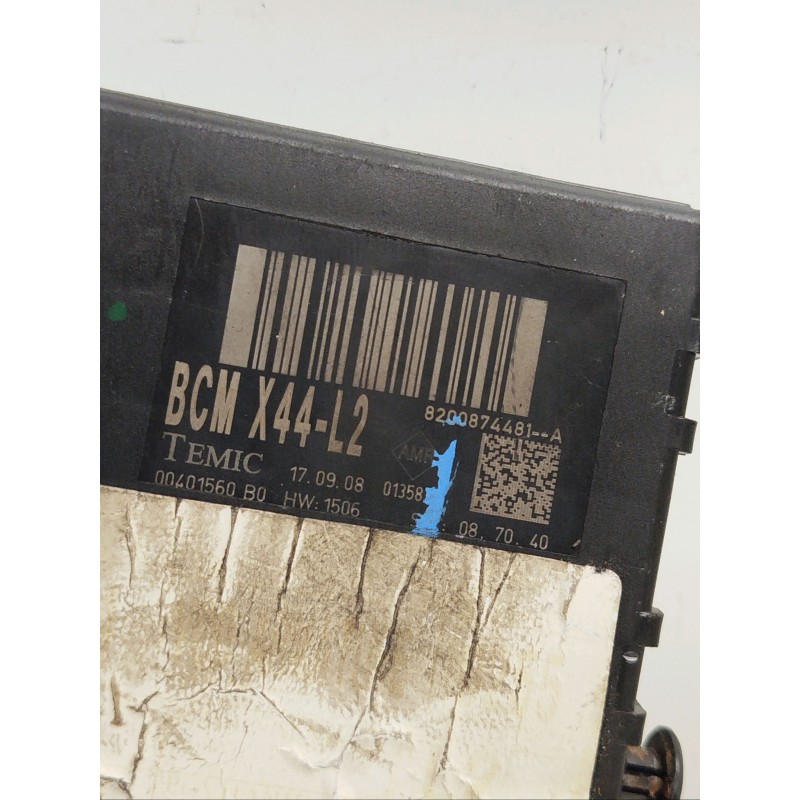 BCM X44-L2
8200874481--A
TEMIC
17.09.08
00401560 B0 HW:1506
08.70.40